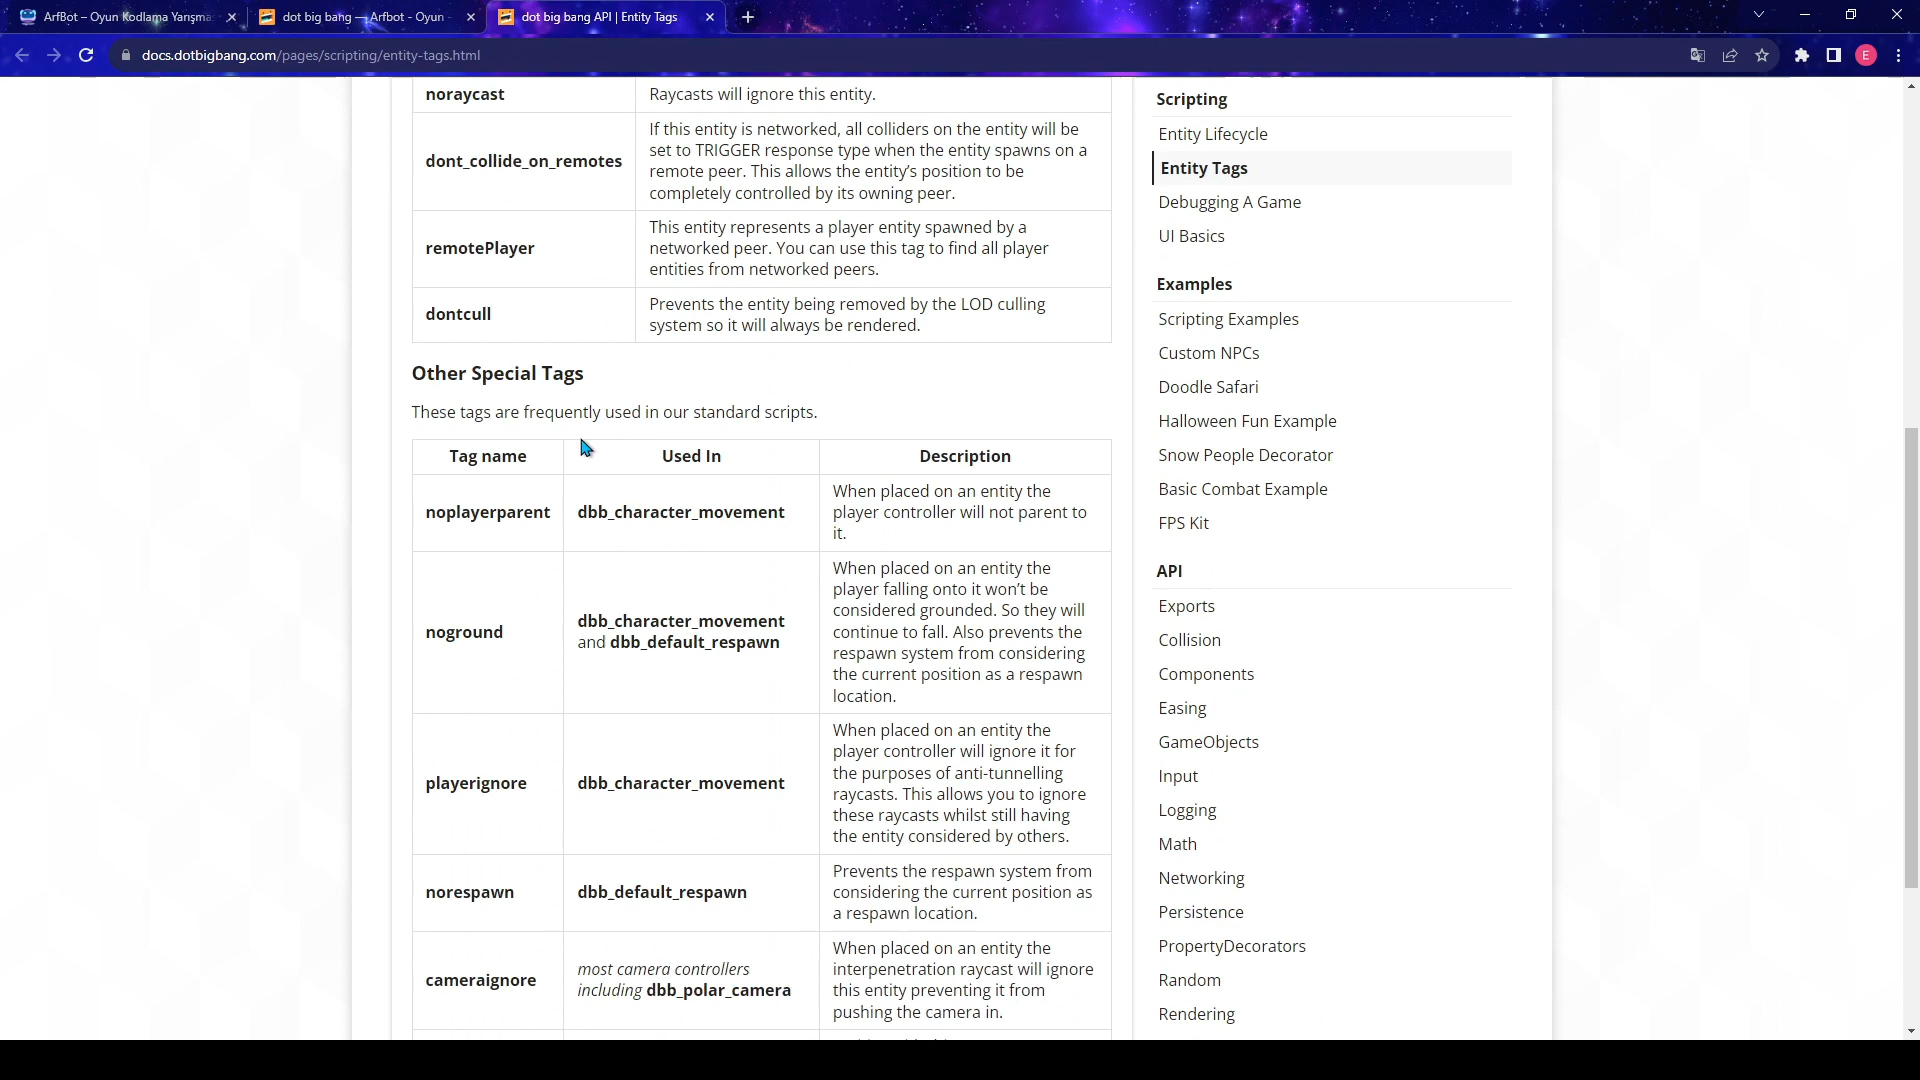 ArfBot – Oyun Kodlama Yarışma
dot big bang — Arfbot - Oyun
dot big bang API | Entity Tags
docs.dotbigbang.com/pages/scripting/entity-tags.html
E
noraycast
Raycasts will ignore this entity.
dont_collide_on_remotes
If this entity is networked, all colliders on the entity will be
set to TRIGGER response type when the entity spawns on a
remote peer. This allows the entity’s position to be
completely controlled by its owning peer.
remotePlayer
This entity represents a player entity spawned by a
networked peer. You can use this tag to find all player
entities from networked peers.
dontcull
Prevents the entity being removed by the LOD culling
system so it will always be rendered.
Other Special Tags
These tags are frequently used in our standard scripts.
Tag name
Used In
Description
noplayerparent
dbb_character_movement
When placed on an entity the
player controller will not parent to
it.
noground
dbb_character_movement
and dbb_default_respawn
When placed on an entity the
player falling onto it won’t be
considered grounded. So they will
continue to fall. Also prevents the
respawn system from considering
the current position as a respawn
location.
playerignore
dbb_character_movement
When placed on an entity the
player controller will ignore it for
the purposes of anti-tunnelling
raycasts. This allows you to ignore
these raycasts whilst still having
the entity considered by others.
norespawn
dbb_default_respawn
Prevents the respawn system from
considering the current position as
a respawn location.
cameraignore
most camera controllers
including dbb_polar_camera
When placed on an entity the
interpenetration raycast will ignore
this entity preventing it from
pushing the camera in.
Scripting
Entity Lifecycle
Entity Tags
Debugging A Game
UI Basics
Examples
Scripting Examples
Custom NPCs
Doodle Safari
Halloween Fun Example
Snow People Decorator
Basic Combat Example
FPS Kit
API
Exports
Collision
Components
Easing
GameObjects
Input
Logging
Math
Networking
Persistence
PropertyDecorators
Random
Rendering